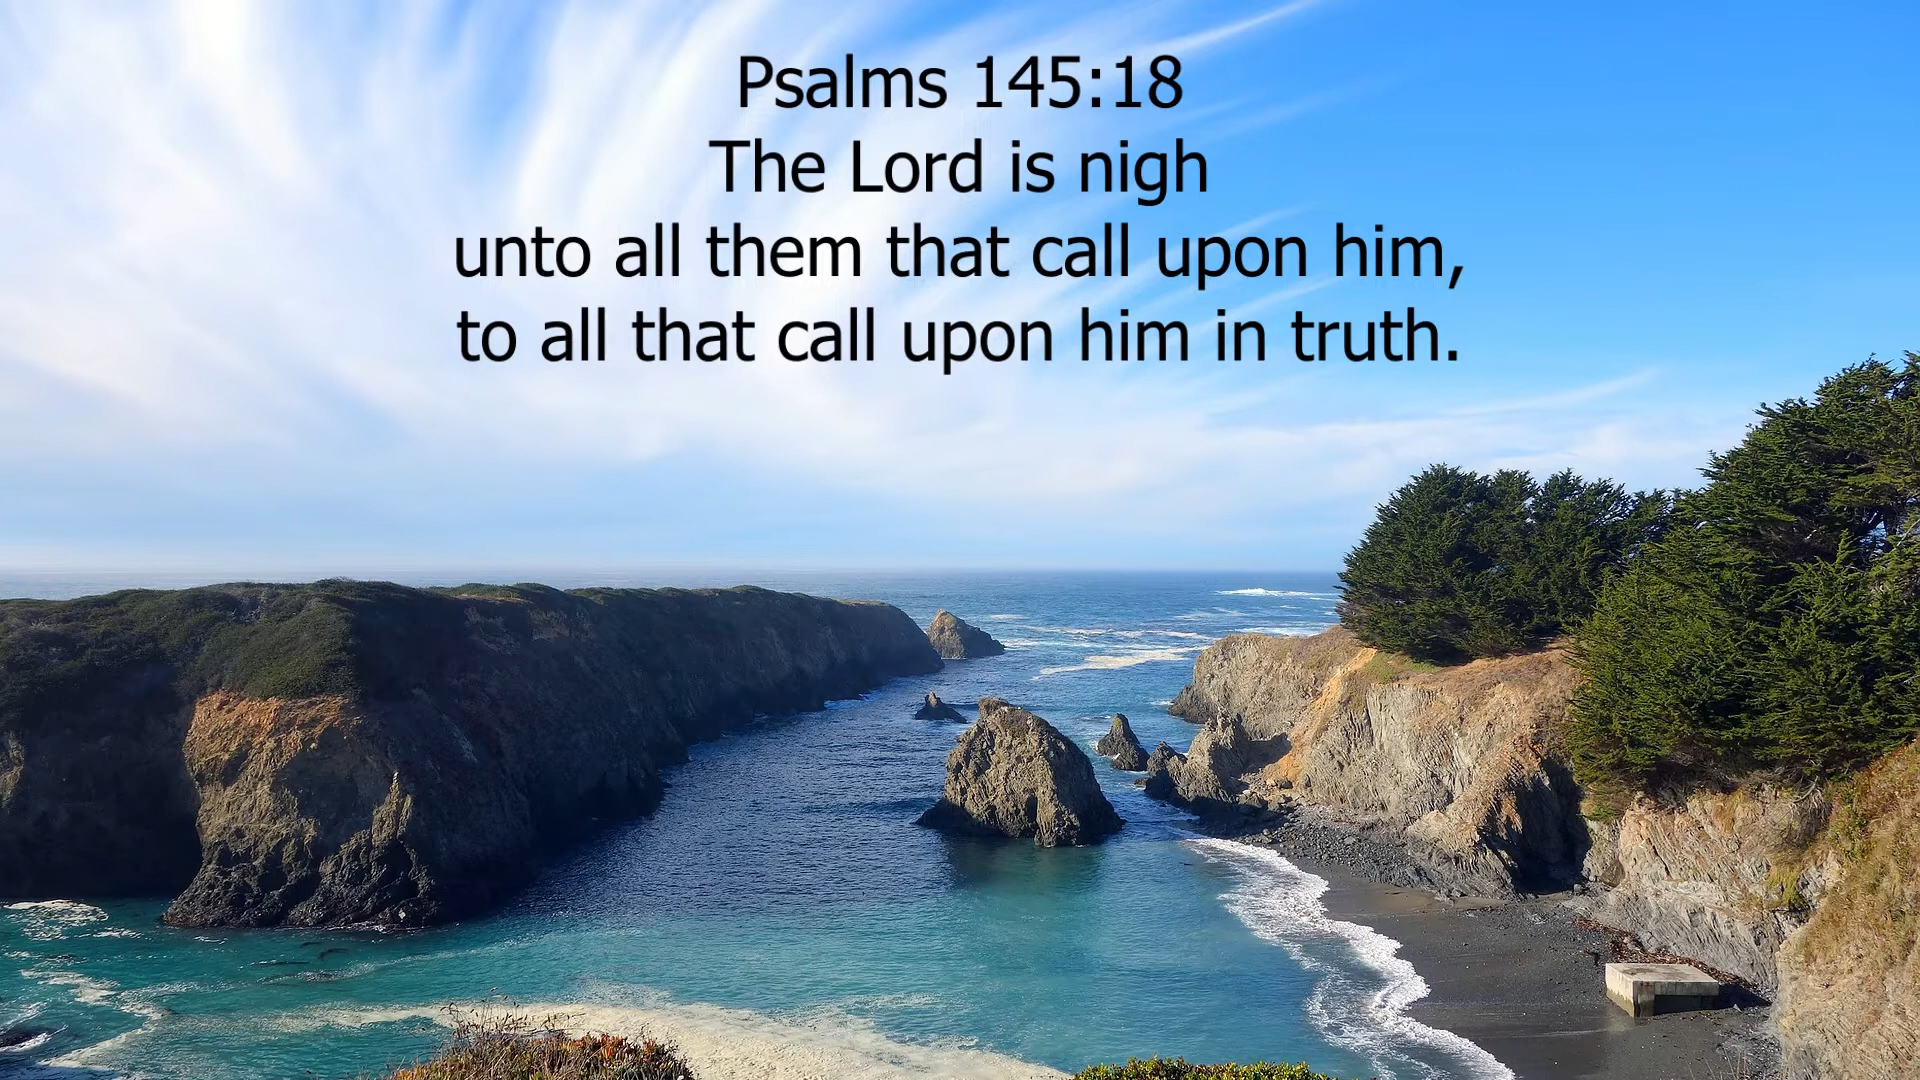 Psalms 145:18
The Lord is nigh
unto all them that call upon him,
to all that call upon him in truth.